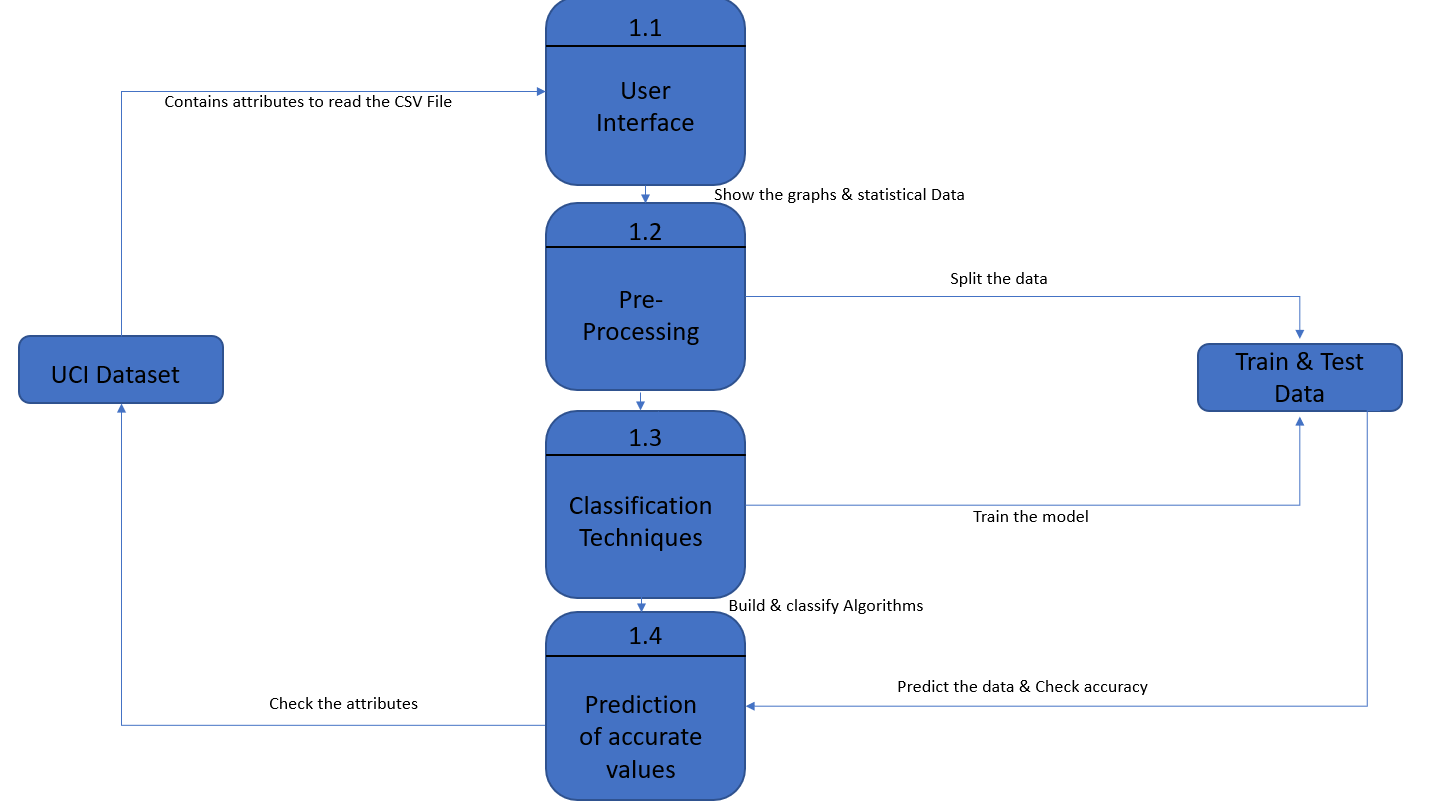 1.1
User
Interface
Contains attributes to read the CSV File
Show the graphs & statistical Data
1.2
Pre-
Processing
Split the data
UCI Dataset
Train & Test
Data
1.3
Classification
Techniques
Train the model
Build & classify Algorithms
1.4
Prediction
of accurate
values
Predict the data & Check accuracy
Check the attributes